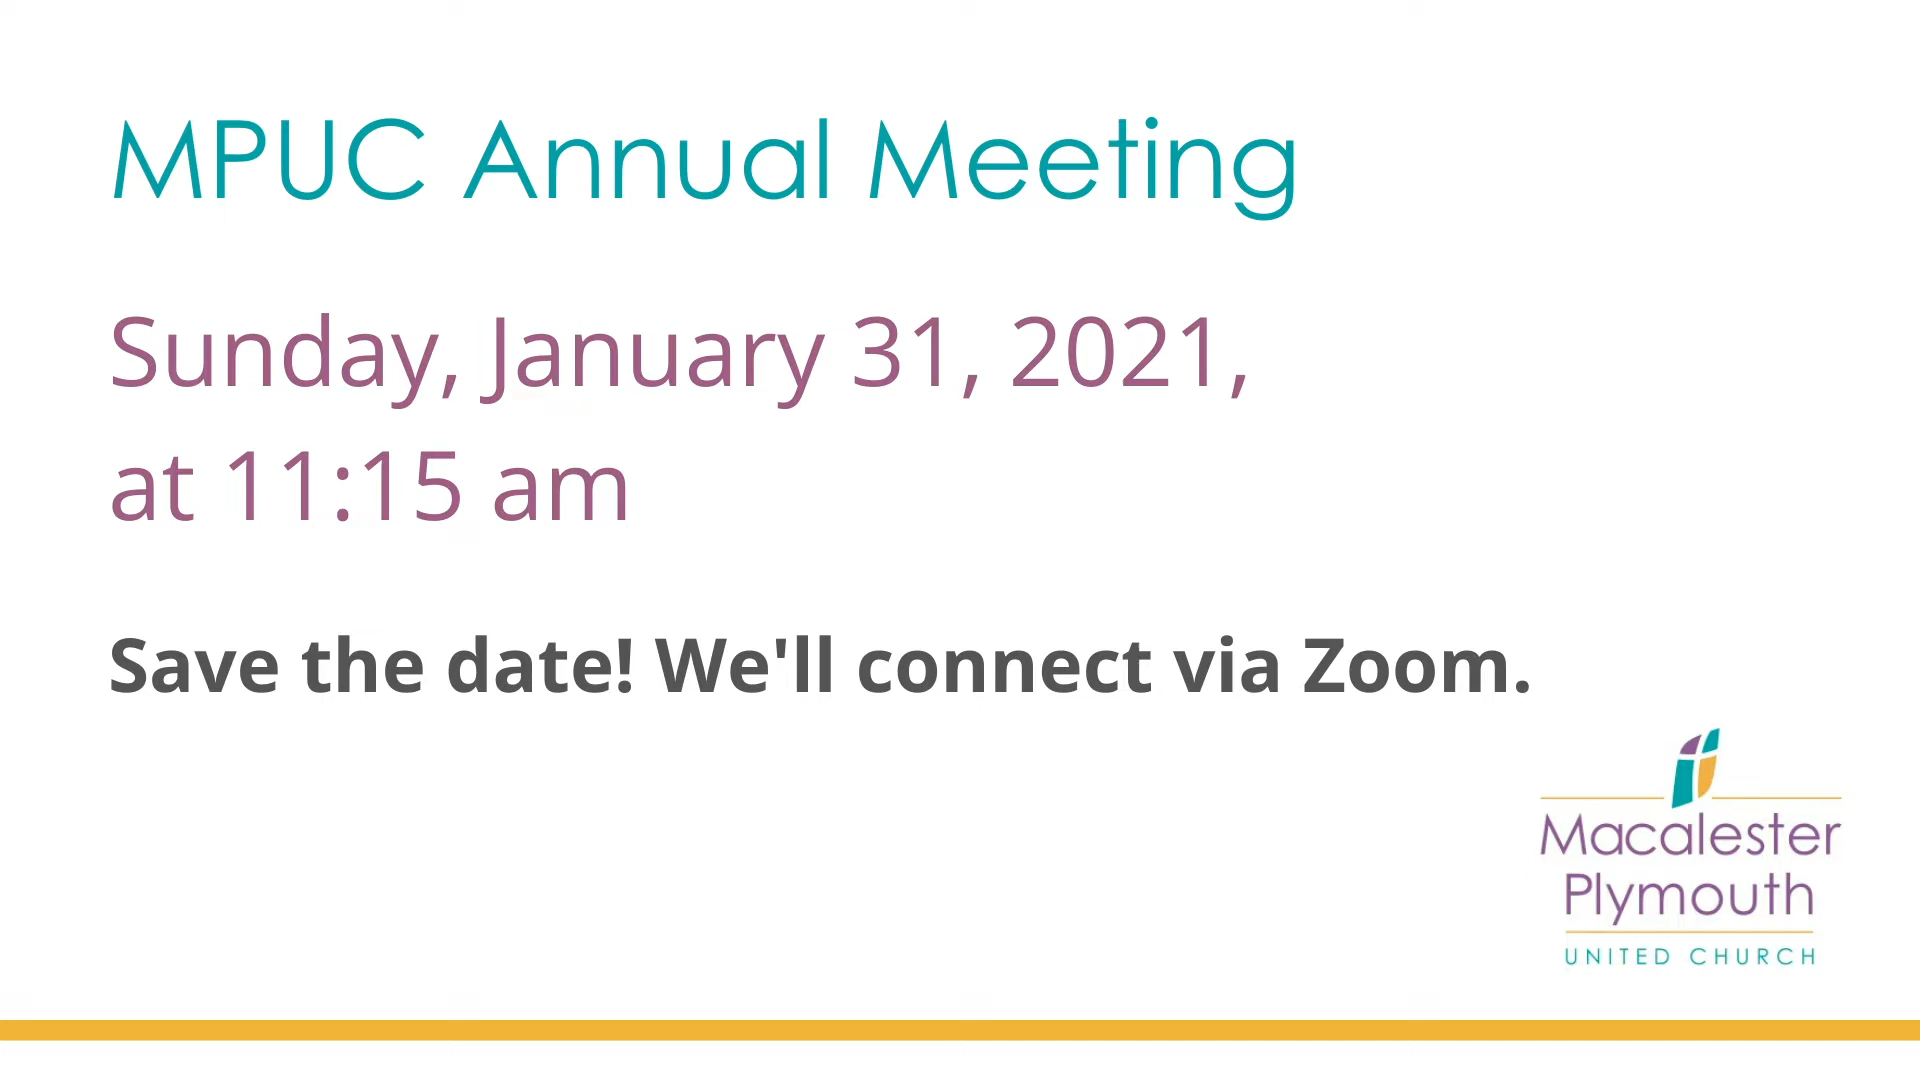 MPUC Annual Meeting
Sunday, January 31, 2021,
at 11:15 am
Save the date! We'll connect via Zoom.
Macalester
Plymouth
UNITED CHURCH